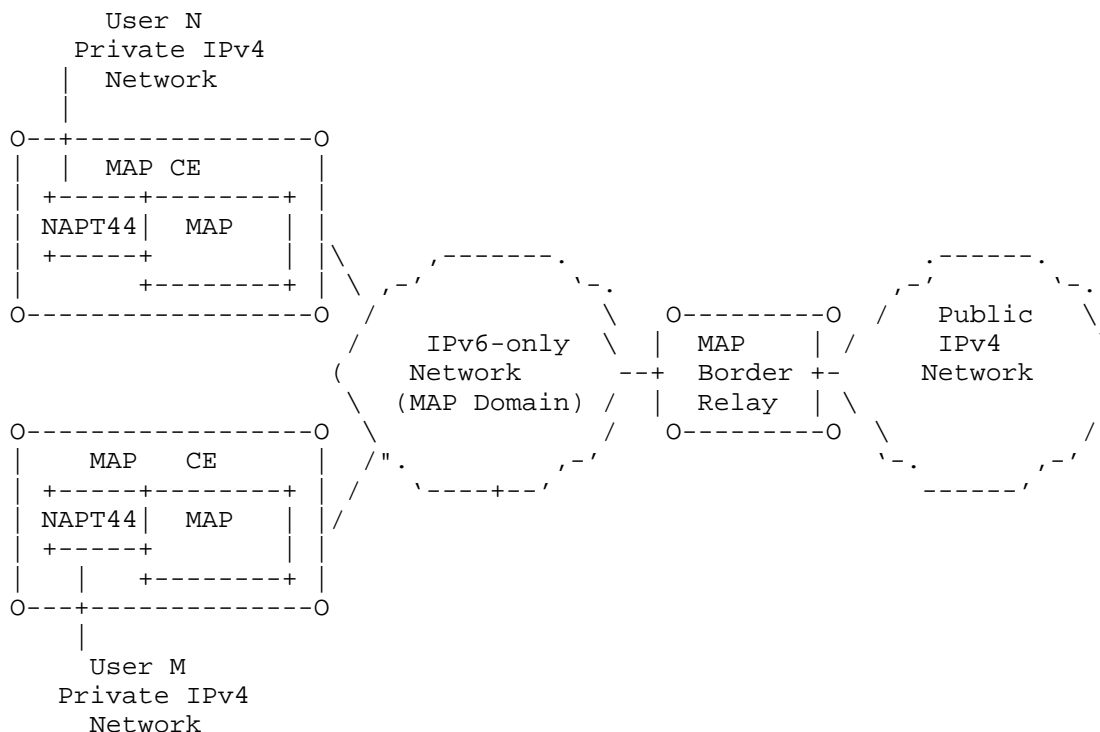 User N
Private IPv4
Network
MAP CE
NAPT44 MAP
IPv6-only
Network
(MAP Domain)
MAP
Border
Relay
Public
IPv4
Network
MAP CE
NAPT44 MAP
User M
Private IPv4
Network